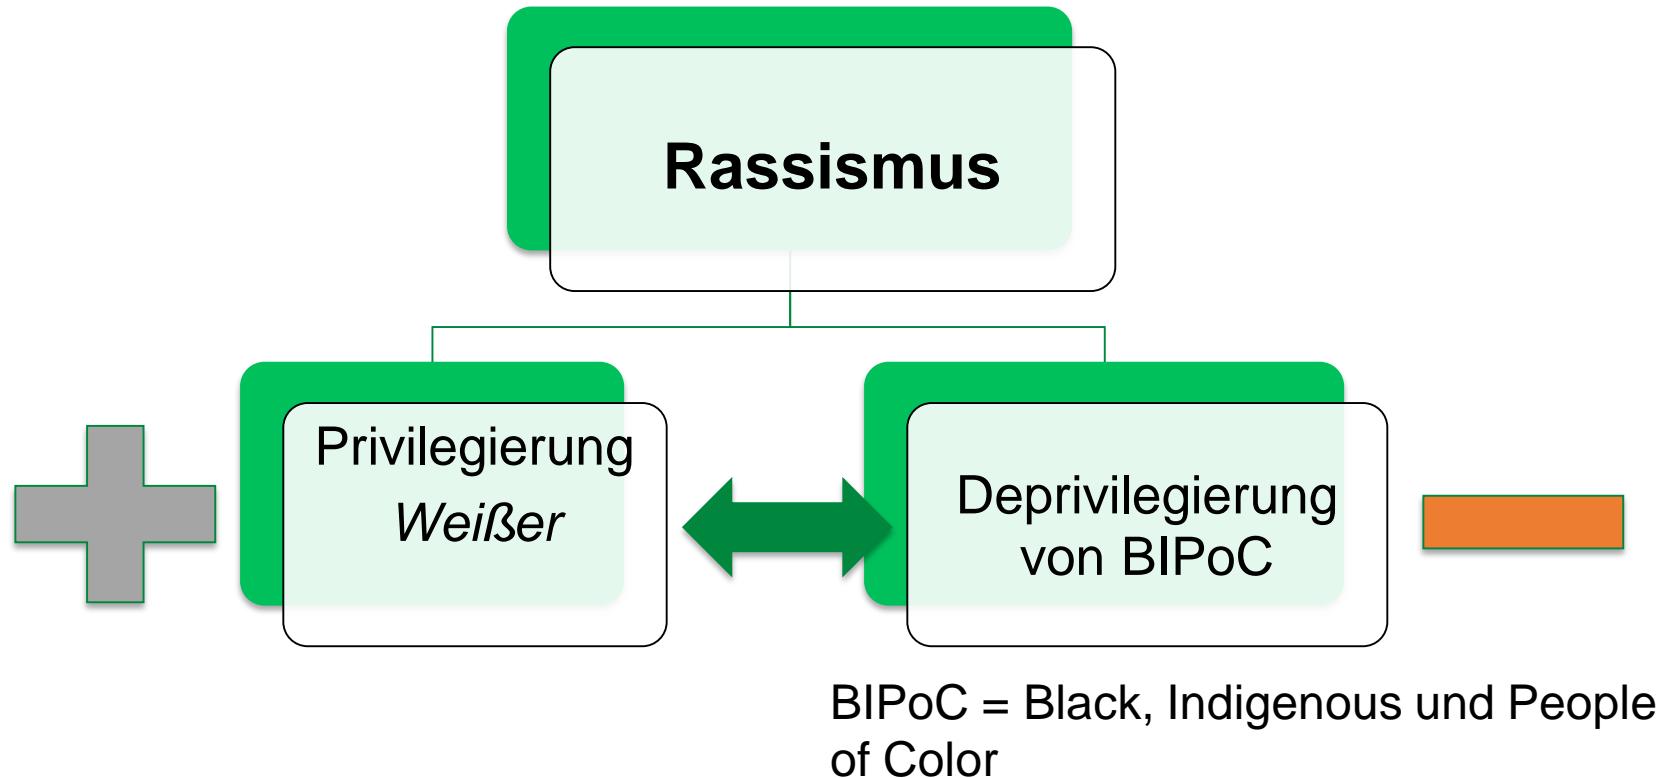 Rassismus
Privilegierung
Weißer
Deprivilegierung
von BIPoC
BIPoC = Black, Indigenous und People
of Color